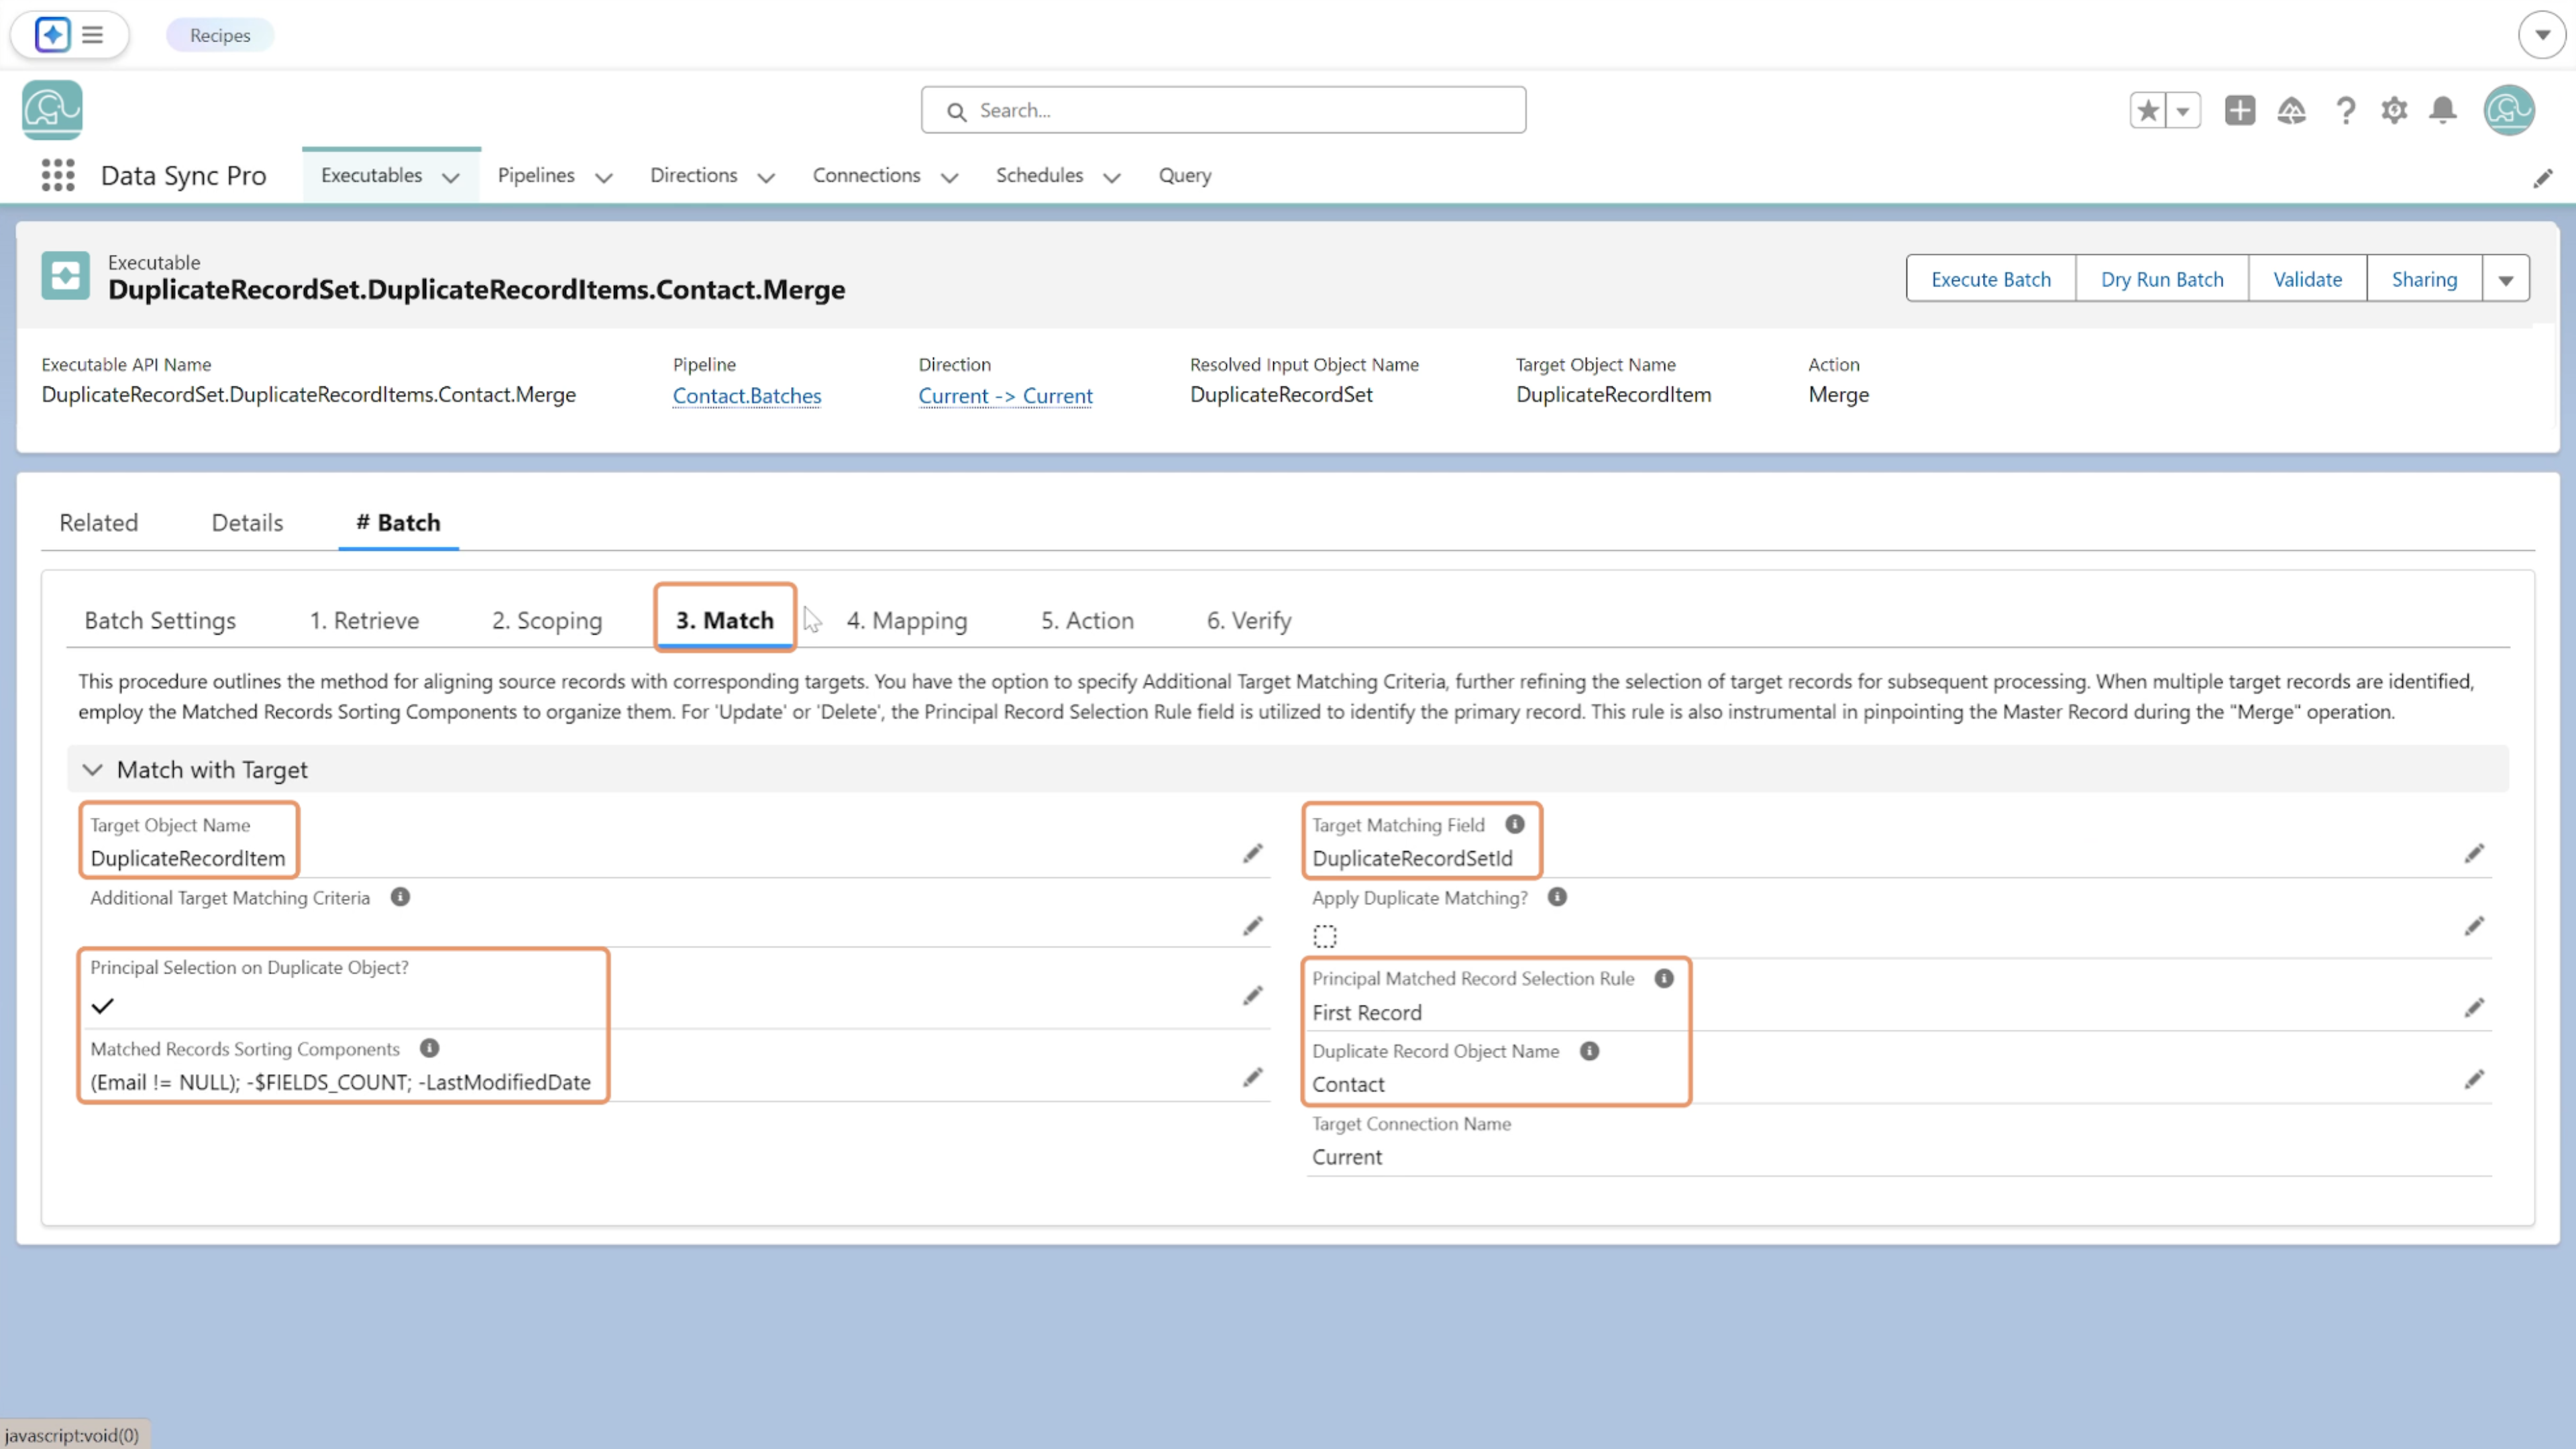 Recipes
Search...
Data Sync Pro
Executables
Pipelines
Directions
Connections
Schedules
Query
Executable
DuplicateRecordSet.DuplicateRecordItems.Contact.Merge
Execute Batch
Dry Run Batch
Validate
Sharing
Executable API Name
DuplicateRecordSet.DuplicateRecordItems.Contact.Merge
Pipeline
Contact.Batches
Direction
Current -> Current
Resolved Input Object Name
DuplicateRecordSet
Target Object Name
DuplicateRecordItem
Action
Merge
Related
Details
# Batch
Batch Settings
1. Retrieve
2. Scoping
3. Match
4. Mapping
5. Action
6. Verify
This procedure outlines the method for aligning source records with corresponding targets. You have the option to specify Additional Target Matching Criteria, further refining the selection of target records for subsequent processing. When multiple target records are identified,
employ the Matched Records Sorting Components to organize them. For 'Update' or 'Delete', the Principal Record Selection Rule field is utilized to identify the primary record. This rule is also instrumental in pinpointing the Master Record during the "Merge" operation.
Match with Target
Target Object Name
DuplicateRecordItem
Target Matching Field
DuplicateRecordSetId
Additional Target Matching Criteria
Apply Duplicate Matching?
Principal Selection on Duplicate Object?
Principal Matched Record Selection Rule
First Record
Matched Records Sorting Components
(Email != NULL); -$FIELDS_COUNT; -LastModifiedDate
Duplicate Record Object Name
Contact
Target Connection Name
Current
javascript:void(0)